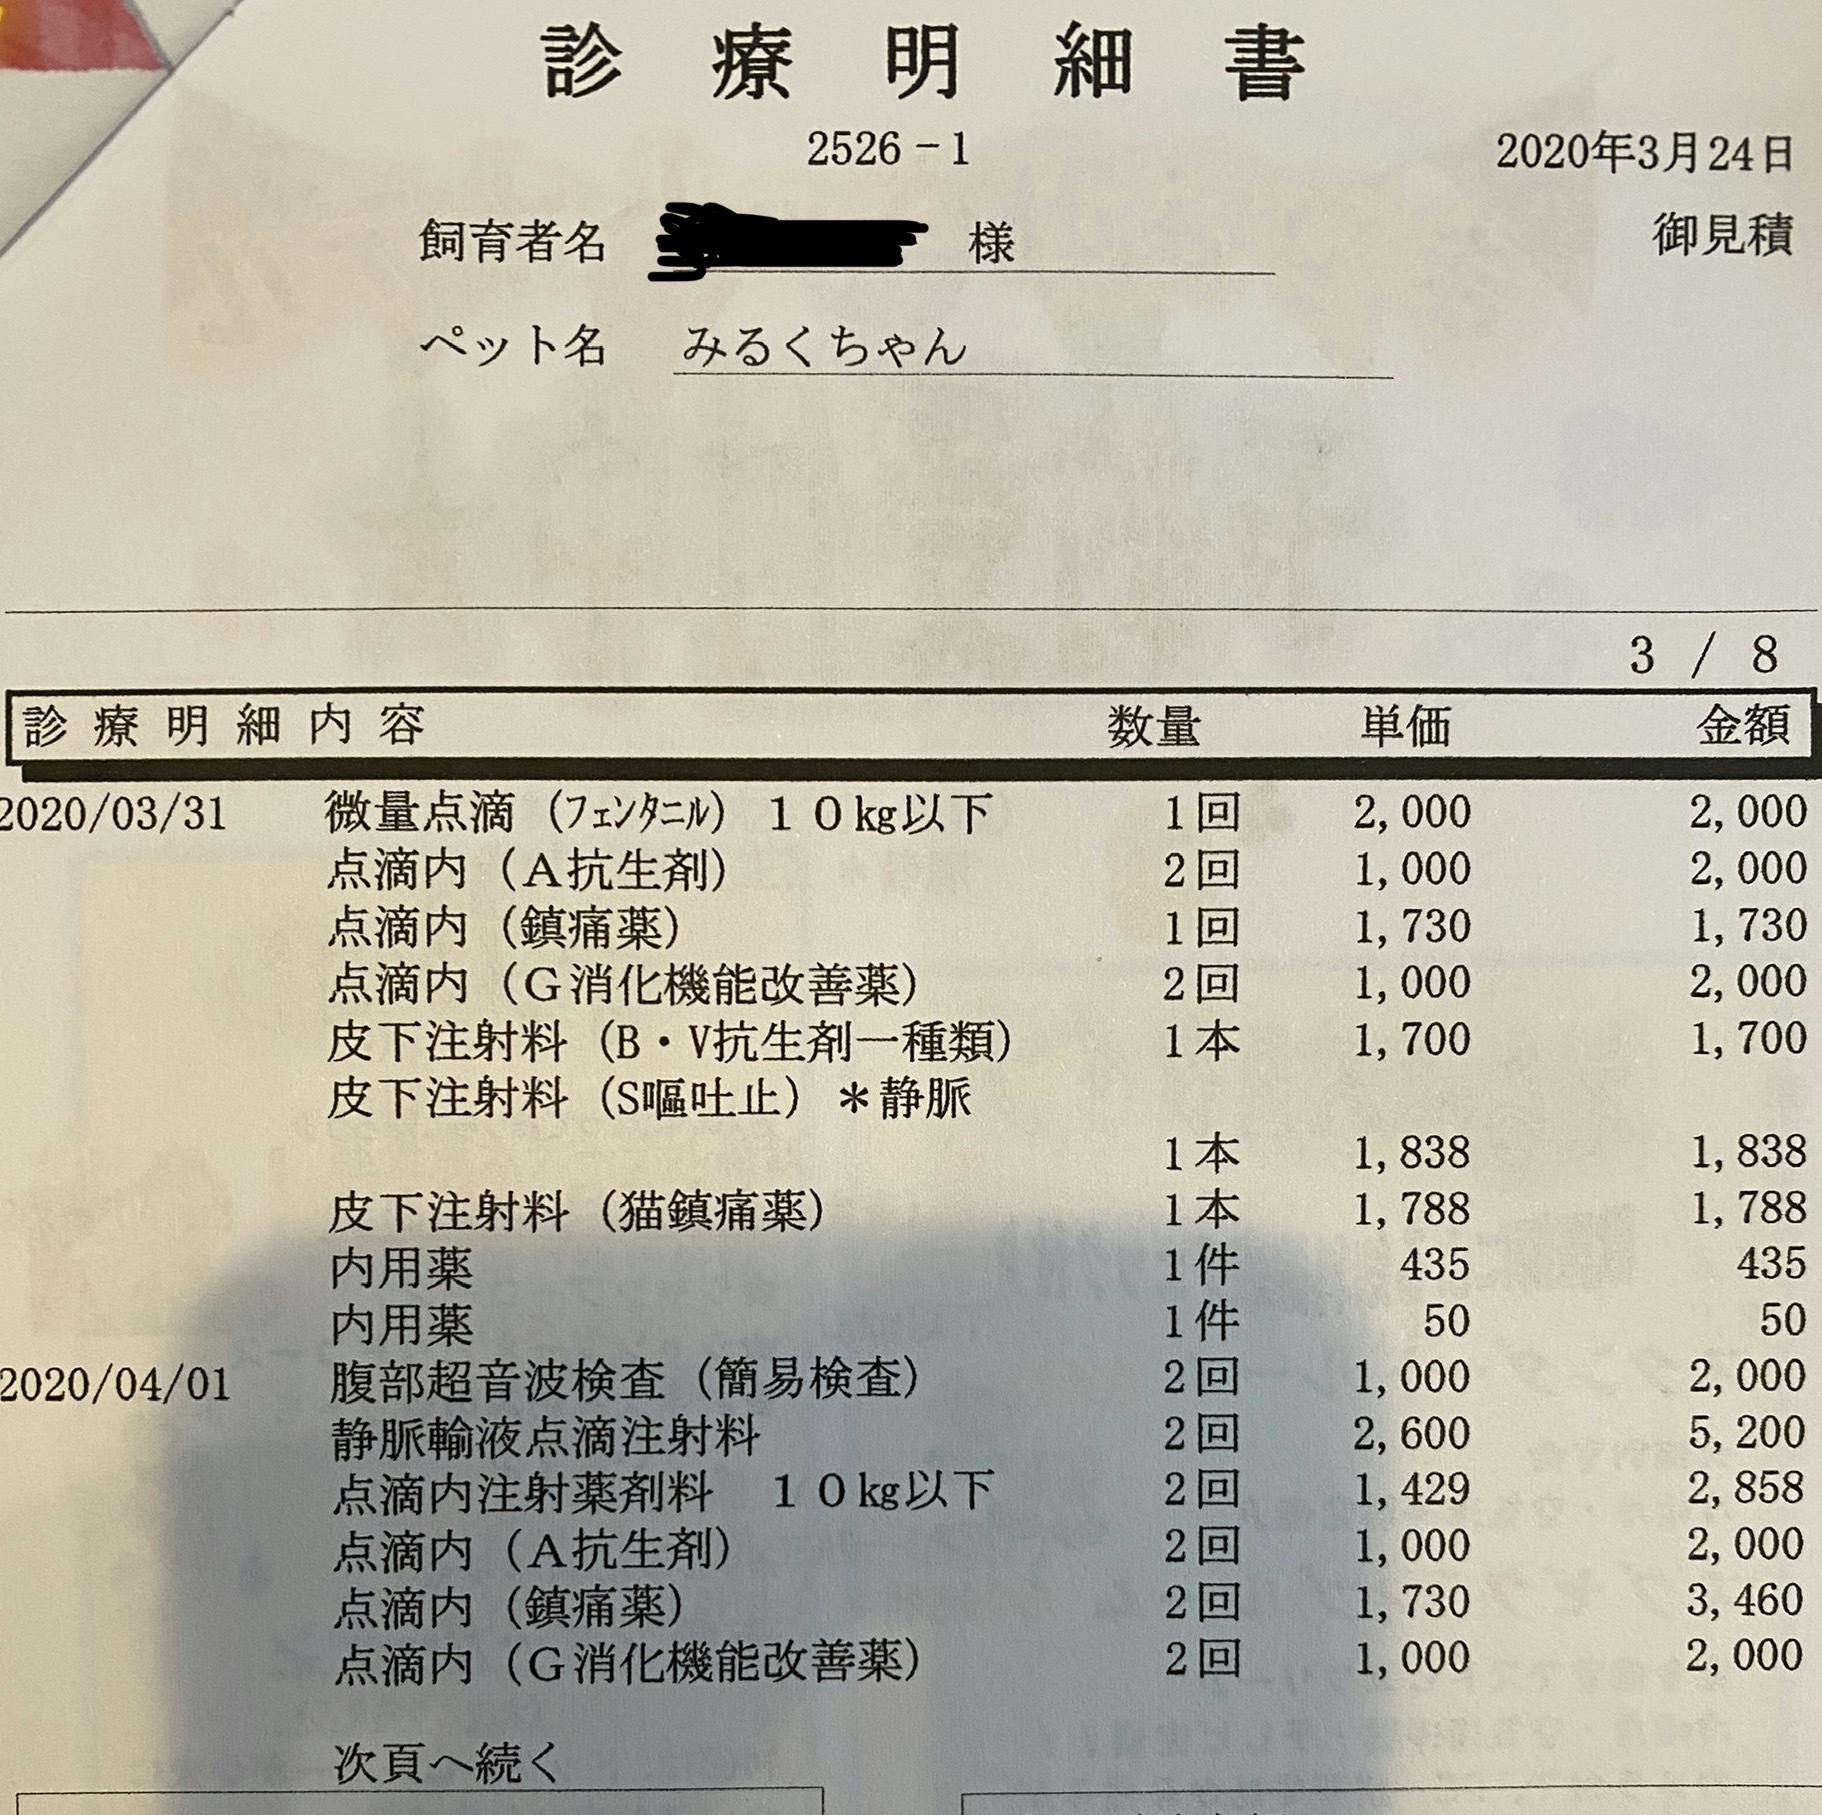 診療明細書
2526-1
2020年3月24日
飼育者名 様
御見積
ペット名 みるくちゃん
3 / 8
診療明細内容 数量 単価 金額
2020/03/31 微量点滴（フェンタニル）１０kg以下 1回 2,000 2,000
点滴内（Ａ抗生剤） 2回 1,000 2,000
点滴内（鎮痛薬） 1回 1,730 1,730
点滴内（Ｇ消化機能改善薬） 2回 1,000 2,000
皮下注射料（B・V抗生剤一種類） 1本 1,700 1,700
皮下注射料（S嘔吐止）＊静脈
1本 1,838 1,838
皮下注射料（猫鎮痛薬） 1本 1,788 1,788
内用薬 1件 435 435
内用薬 1件 50 50
2020/04/01 腹部超音波検査（簡易検査） 2回 1,000 2,000
静脈輸液点滴注射料 2回 2,600 5,200
点滴内注射薬剤料　１０kg以下 2回 1,429 2,858
点滴内（Ａ抗生剤） 2回 1,000 2,000
点滴内（鎮痛薬） 2回 1,730 3,460
点滴内（Ｇ消化機能改善薬） 2回 1,000 2,000
次頁へ続く